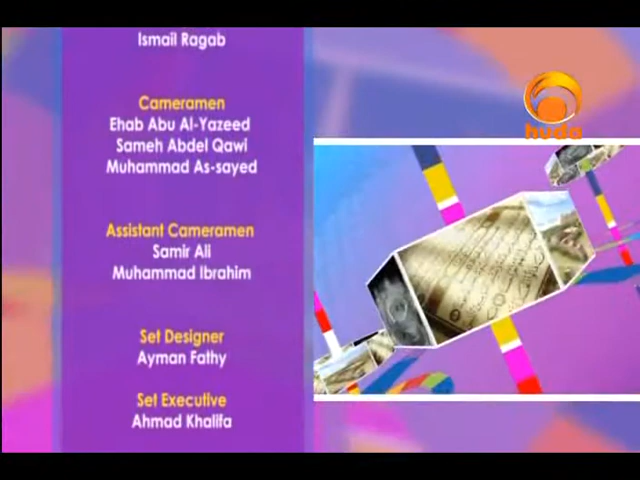 Ismail Ragab
Cameramen
Ehab Abu Al-Yazeed
Sameh Abdel Qawi
Muhammad As-sayed
Assistant Cameramen
Samir Ali
Muhammad Ibrahim
Set Designer
Ayman Fathy
Set Executive
Ahmad Khalifa
huda